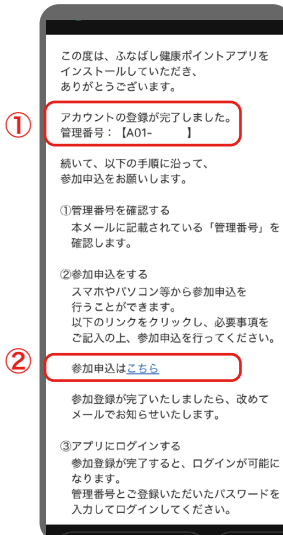 この度は、ふなばし健康ポイントアプリを
インストールしていただき、
ありがとうございます。
① アカウントの登録が完了しました。
管理番号：【A01-　　】
続いて、以下の手順に沿って、
参加申込をお願いします。
①管理番号を確認する
本メールに記載されている「管理番号」を
確認します。
②参加申込をする
スマホやパソコン等から参加申込を
行うことができます。
以下のリンクをクリックし、必要事項を
ご記入の上、参加申込を行ってください。
② 参加申込はこちら
参加登録が完了いたしましたら、改めて
メールでお知らせいたします。
③アプリにログインする
参加登録が完了すると、ログインが可能に
なります。
管理番号とご登録いただいたパスワードを
入力してログインしてください。